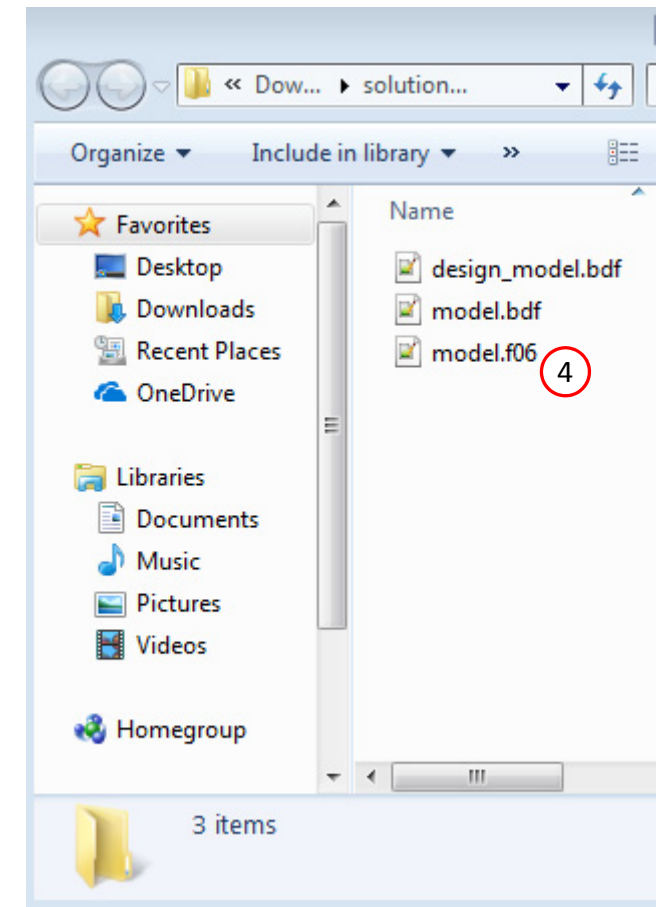 « Dow... ▸ solution...
Organize ▼ Include in library ▼ »
Name
Favorites
Desktop
Downloads
Recent Places
OneDrive
Libraries
Documents
Music
Pictures
Videos
Homegroup
design_model.bdf
model.bdf
model.f06
4
3 items